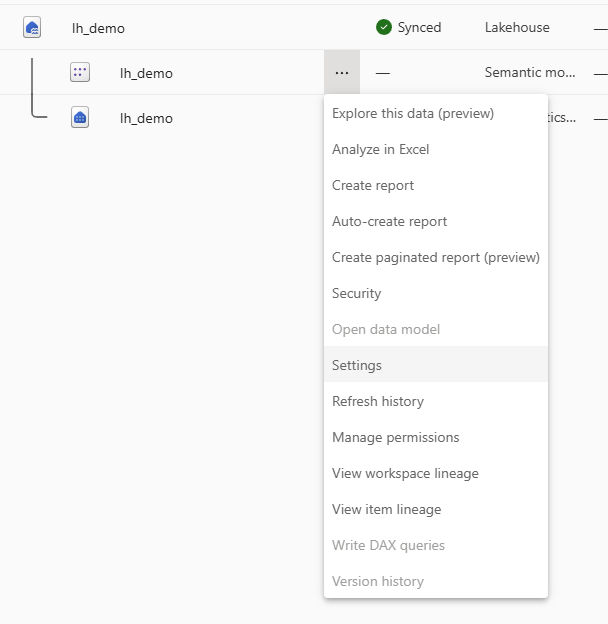 lh_demo Synced Lakehouse —
lh_demo ... — Semantic mo... —
lh_demo tics... —
Explore this data (preview)
Analyze in Excel
Create report
Auto-create report
Create paginated report (preview)
Security
Open data model
Settings
Refresh history
Manage permissions
View workspace lineage
View item lineage
Write DAX queries
Version history